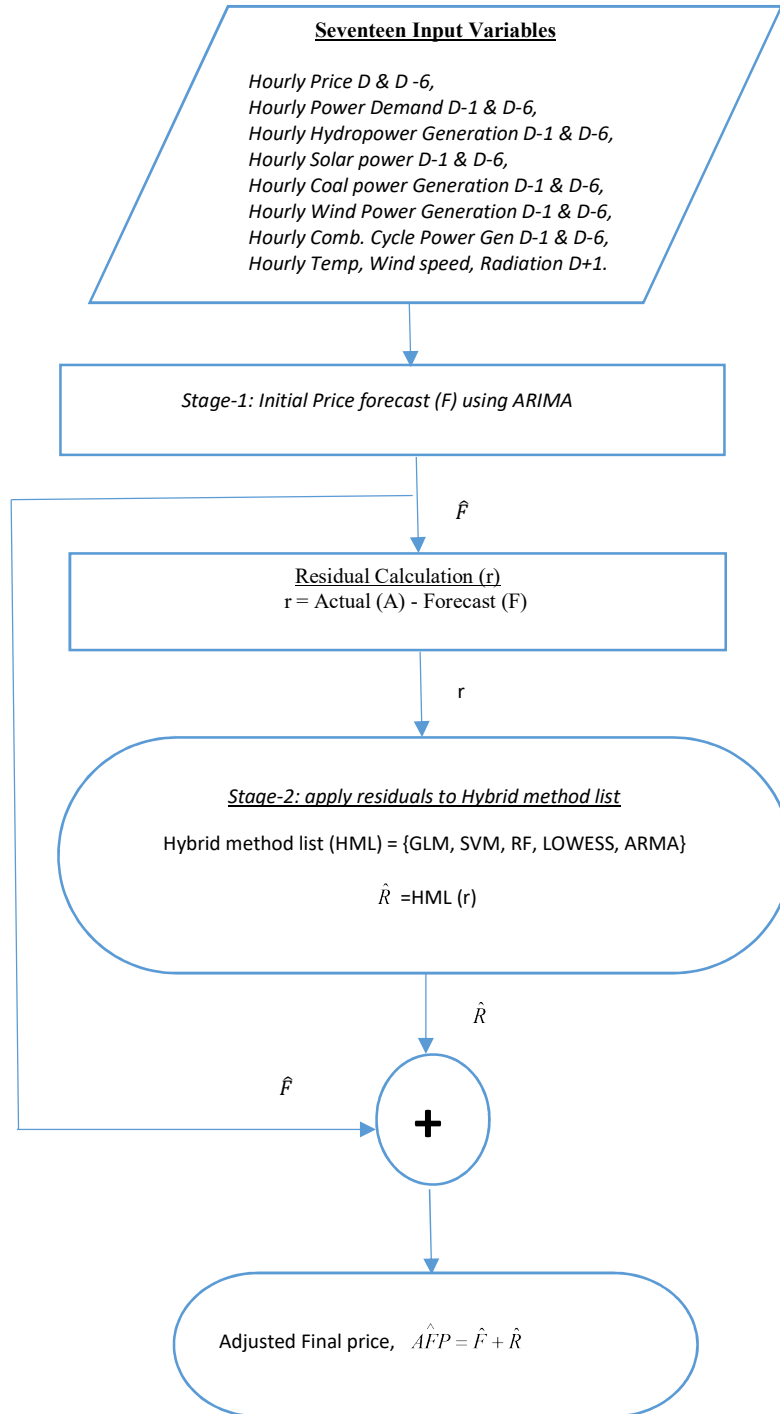 Seventeen Input Variables
Hourly Price D & D -6,
Hourly Power Demand D-1 & D-6,
Hourly Hydropower Generation D-1 & D-6,
Hourly Solar power D-1 & D-6,
Hourly Coal power Generation D-1 & D-6,
Hourly Wind Power Generation D-1 & D-6,
Hourly Comb. Cycle Power Gen D-1 & D-6,
Hourly Temp, Wind speed, Radiation D+1.
Stage-1: Initial Price forecast (F) using ARIMA
F̂
Residual Calculation (r)
r = Actual (A) - Forecast (F)
r
Stage-2: apply residuals to Hybrid method list
Hybrid method list (HML) = {GLM, SVM, RF, LOWESS, ARMA}
R̂ =HML (r)
R̂
F̂
+
Adjusted Final price, AF̂P = F̂ + R̂